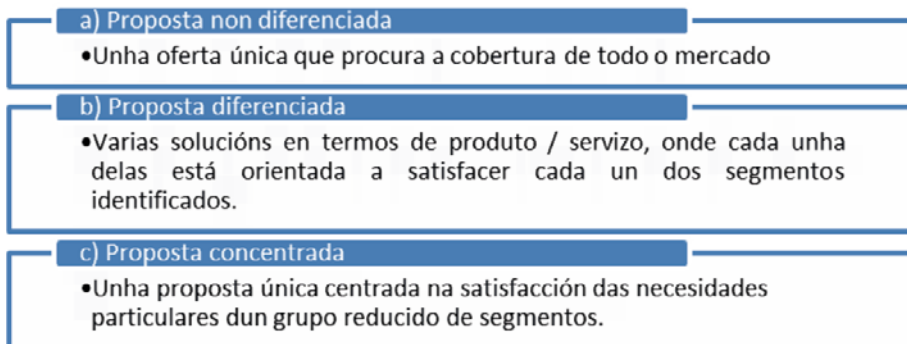 a) Proposta non diferenciada
•Unha oferta única que procura a cobertura de todo o mercado
b) Proposta diferenciada
•Varias solucións en termos de produto / servizo, onde cada unha
delas está orientada a satisfacer cada un dos segmentos
identificados.
c) Proposta concentrada
•Unha proposta única centrada na satisfacción das necesidades
particulares dun grupo reducido de segmentos.